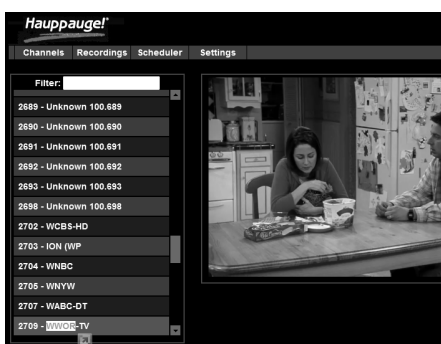 Hauppauge!
Channels Recordings Scheduler Settings
Filter:
2689 - Unknown 100.689
2690 - Unknown 100.690
2691 - Unknown 100.691
2692 - Unknown 100.692
2693 - Unknown 100.693
2698 - Unknown 100.698
2702 - WCBS-HD
2703 - ION (WP
2704 - WNBC
2705 - WNYW
2707 - WABC-DT
2709 - WWOR-TV